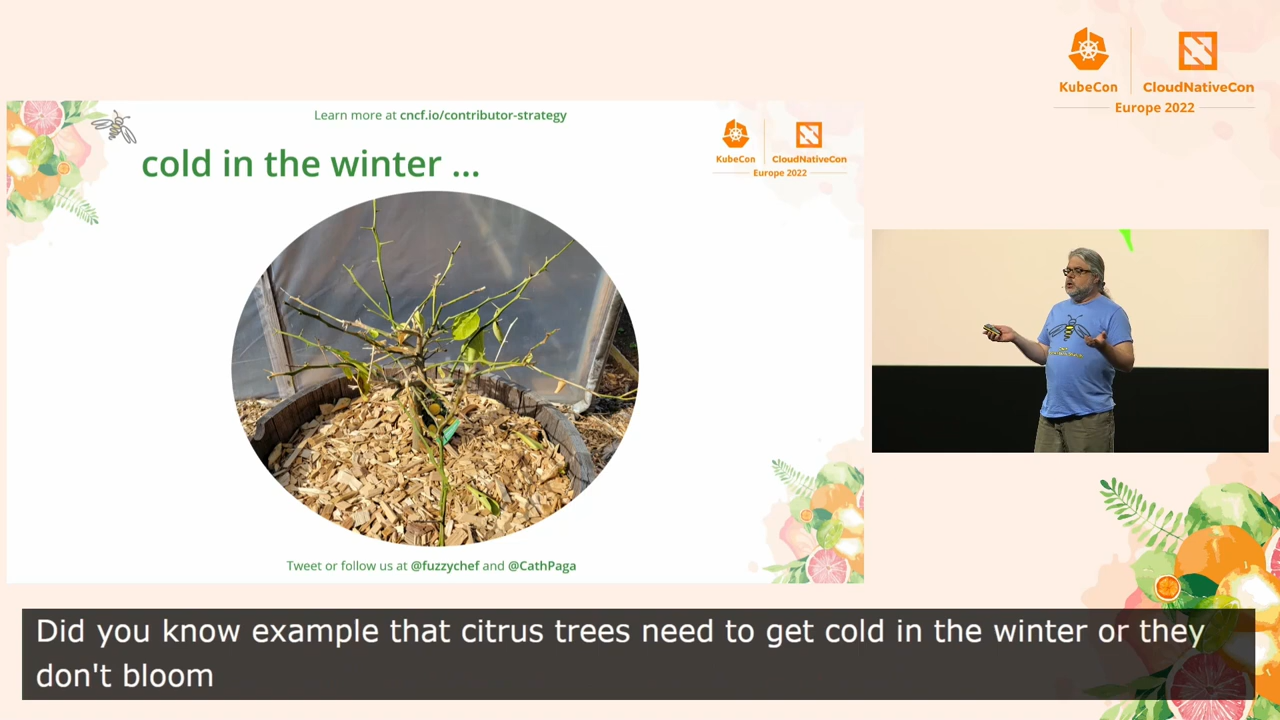 KubeCon
CloudNativeCon
Europe 2022
Learn more at cncf.io/contributor-strategy
cold in the winter ...
KubeCon
CloudNativeCon
Europe 2022
Tweet or follow us at @fuzzychef and @CathPaga
Did you know example that citrus trees need to get cold in the winter or they
don't bloom